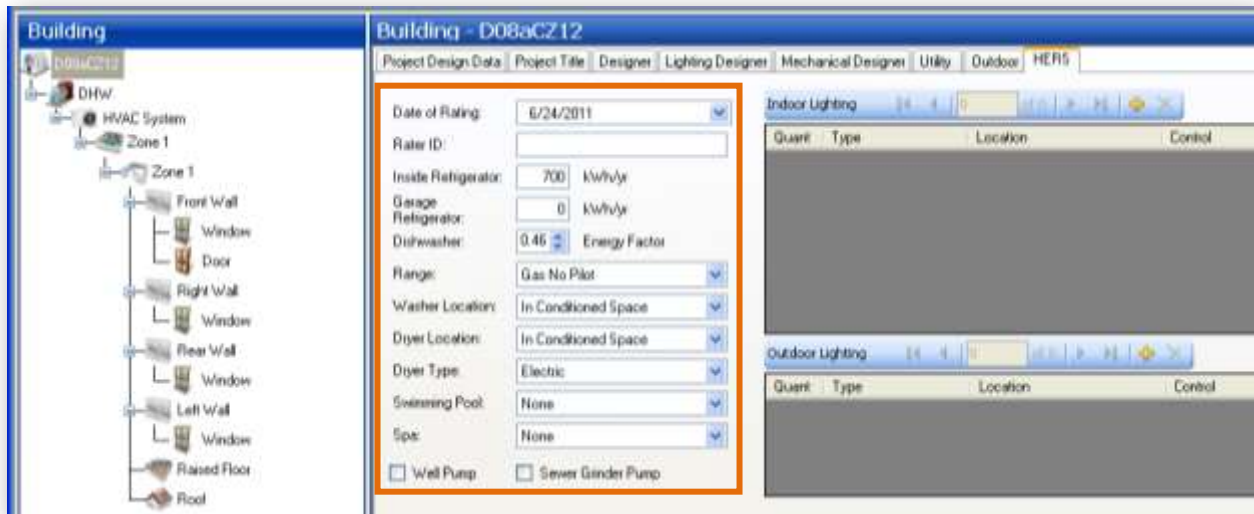 Building
D08aCZ12
DHW
HVAC System
Zone 1
Zone 1
Front Wall
Window
Door
Right Wall
Window
Rear Wall
Window
Left Wall
Window
Raised Floor
Roof
Building - D08aCZ12
Project Design Data Project Title Designer Lighting Designer Mechanical Designer Utility Outdoor HERS
Date of Rating: 6/24/2011
Rater ID:
Inside Refrigerator: 700 kWh/yr
Garage Refrigerator: 0 kWh/yr
Dishwasher: 0.46 Energy Factor
Range: Gas No Pilot
Washer Location: In Conditioned Space
Dryer Location: In Conditioned Space
Dryer Type: Electric
Swimming Pool: None
Spa: None
Well Pump Sewer Grinder Pump
Indoor Lighting 0
Quant Type Location Control
Outdoor Lighting 0
Quant Type Location Control